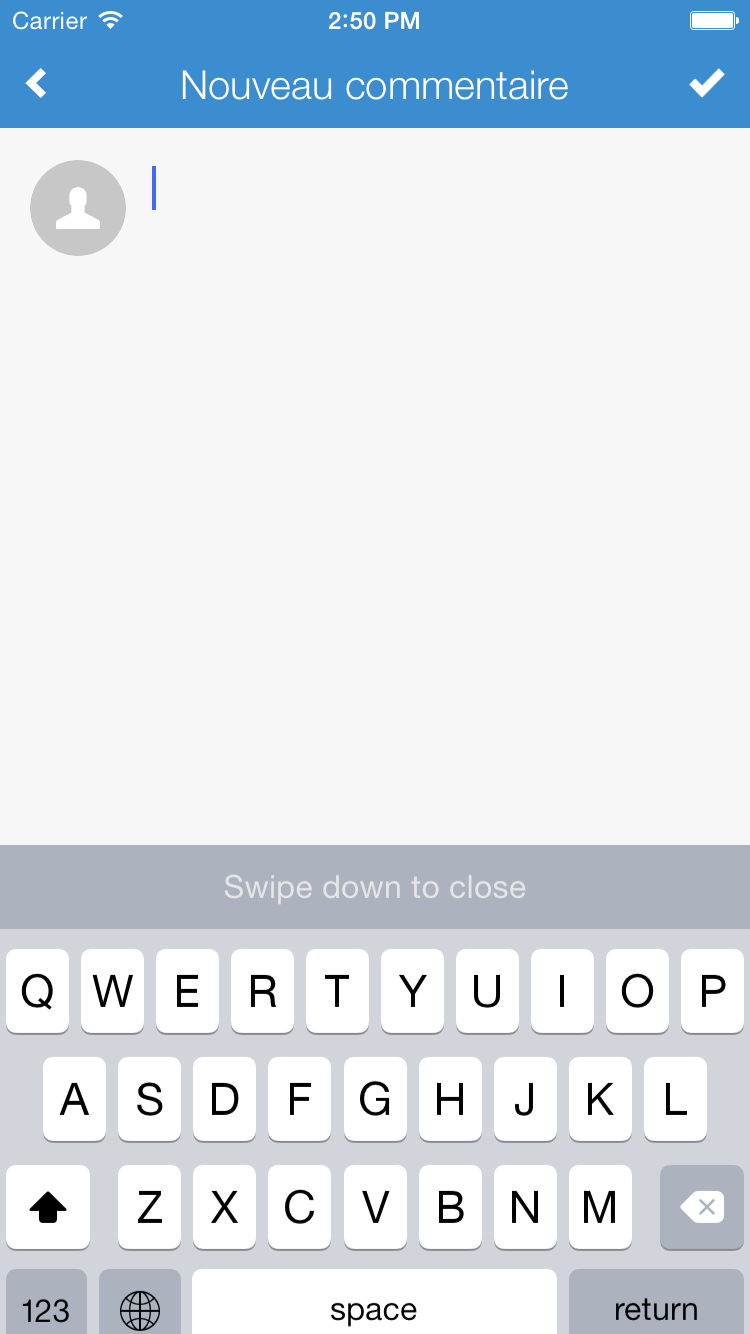 Carrier 2:50 PM
Nouveau commentaire
Swipe down to close
Q W E R T Y U I O P
A S D F G H J K L
Z X C V B N M
123 space return